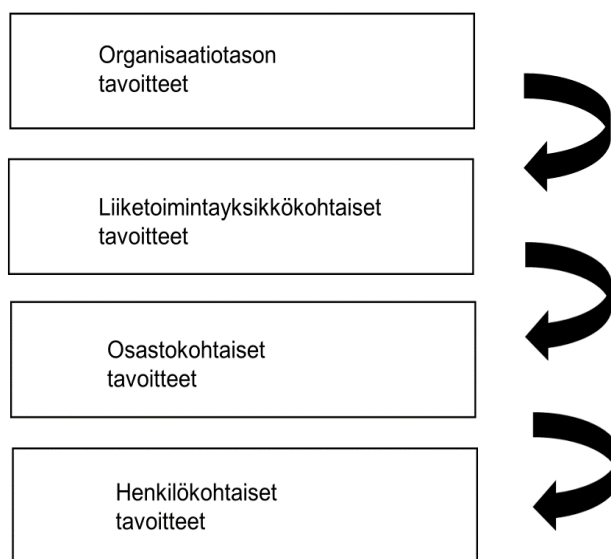 Organisaatiotason
tavoitteet
Liiketoimintayksikkökohtaiset
tavoitteet
Osastokohtaiset
tavoitteet
Henkilökohtaiset
tavoitteet